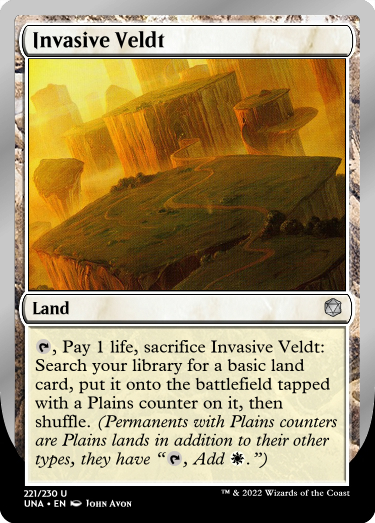 Invasive Veldt
Land
, Pay 1 life, sacrifice Invasive Veldt:
Search your library for a basic land
card, put it onto the battlefield tapped
with a Plains counter on it, then
shuffle. (Permanents with Plains counters
are Plains lands in addition to their other
types, they have “, Add .”)
221/230 U
UNA • EN JOHN AVON
™ & 2022 Wizards of the Coast